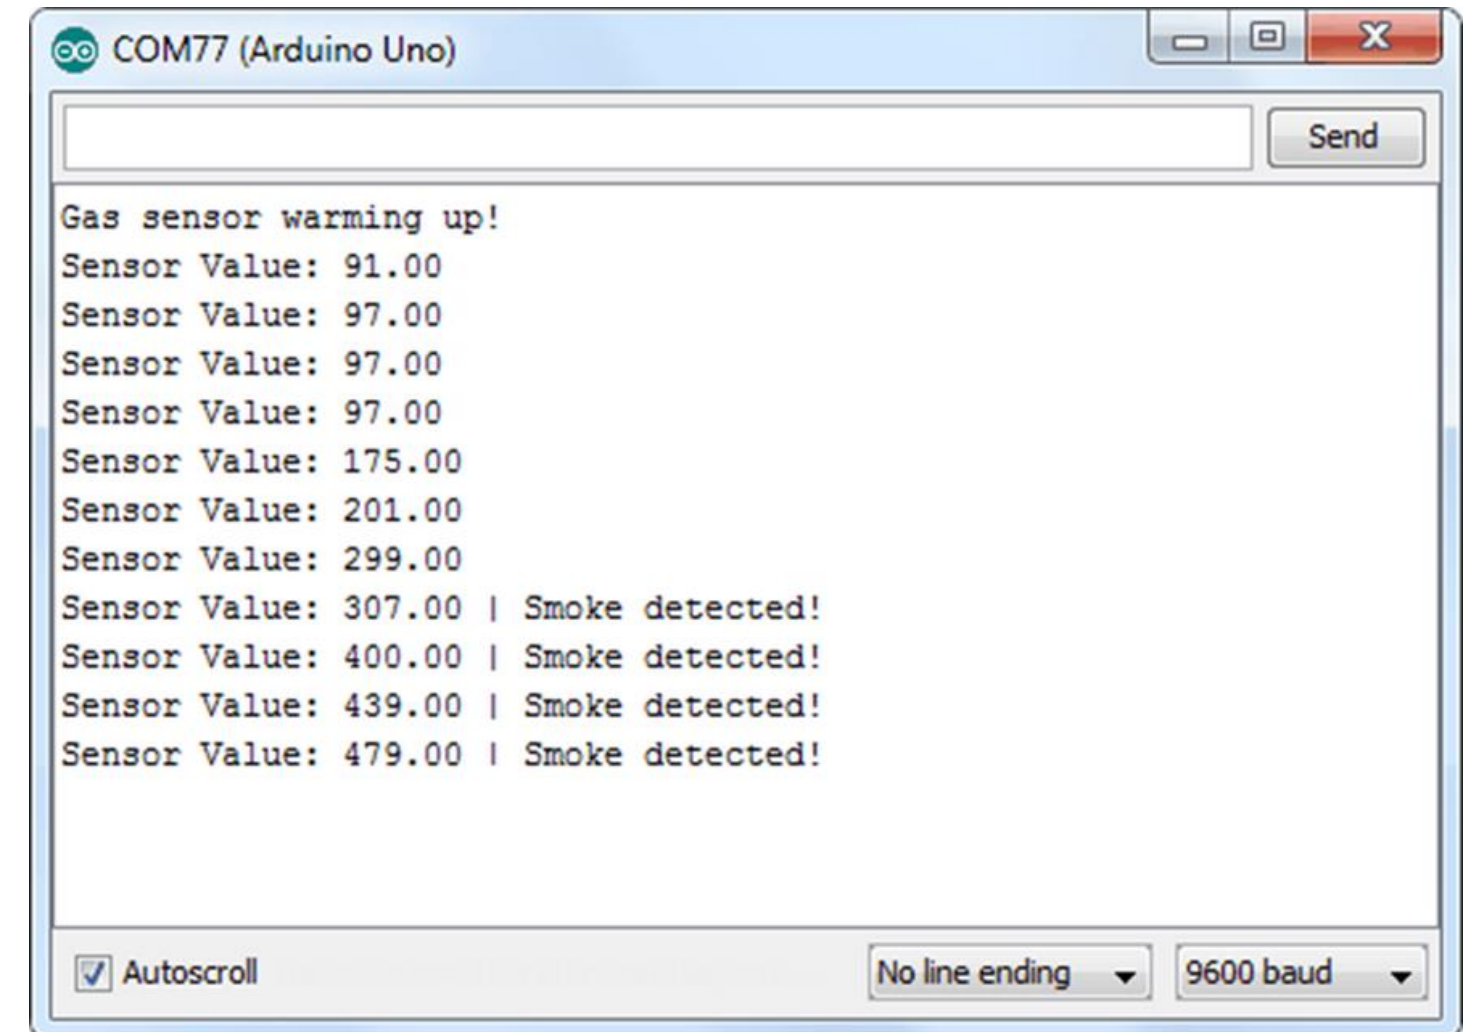 COM77 (Arduino Uno)
Send
Gas sensor warming up!
Sensor Value: 91.00
Sensor Value: 97.00
Sensor Value: 97.00
Sensor Value: 97.00
Sensor Value: 175.00
Sensor Value: 201.00
Sensor Value: 299.00
Sensor Value: 307.00 | Smoke detected!
Sensor Value: 400.00 | Smoke detected!
Sensor Value: 439.00 | Smoke detected!
Sensor Value: 479.00 | Smoke detected!
Autoscroll No line ending 9600 baud